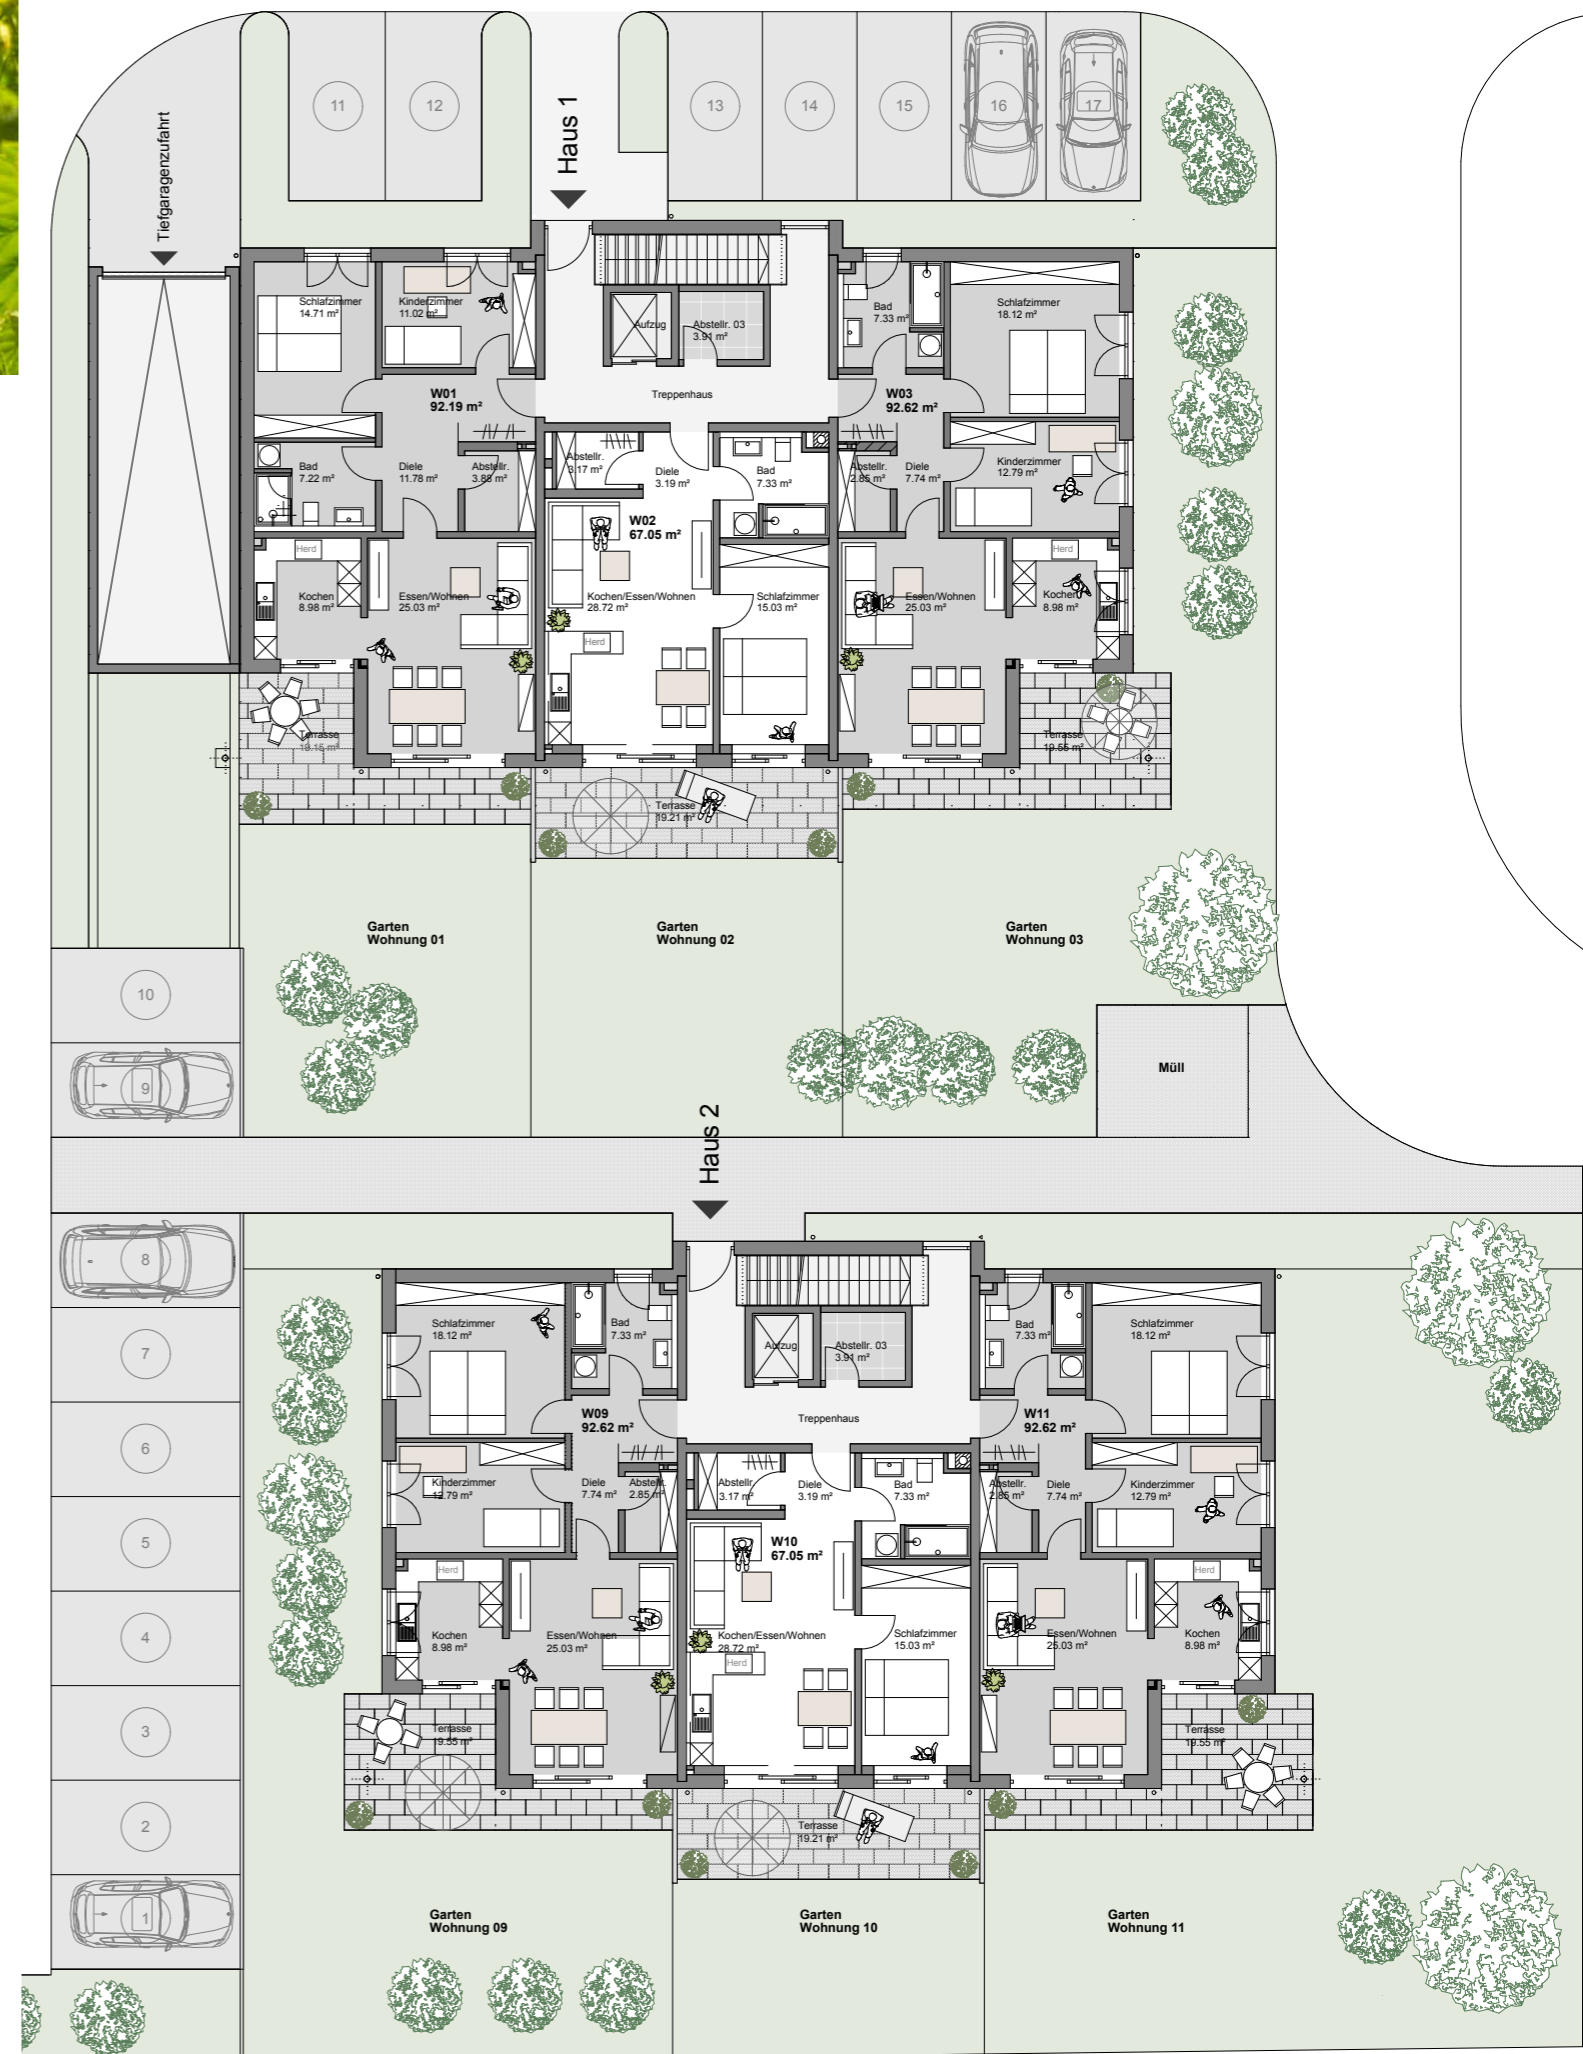 11
12
13
14
15
16
17
Haus 1
Tiefgaragenzufahrt
Schlafzimmer
14.71 m²
Kinderzimmer
11.02 m²
Aufzug
Abstellr. 03
3.91 m²
Bad
7.33 m²
Schlafzimmer
18.12 m²
W01
92.19 m²
Treppenhaus
W03
92.62 m²
Bad
7.22 m²
Diele
11.78 m²
Abstellr.
3.88 m²
Abstellr.
3.17 m²
Diele
3.19 m²
Bad
7.33 m²
Abstellr.
2.85 m²
Diele
7.74 m²
Kinderzimmer
12.79 m²
W02
67.05 m²
Herd
Kochen
8.98 m²
Essen/Wohnen
25.03 m²
Kochen/Essen/Wohnen
28.72 m²
Herd
Schlafzimmer
15.03 m²
Essen/Wohnen
25.03 m²
Herd
Kochen
8.98 m²
Terrasse
19.15 m²
Terrasse
19.21 m²
Terrasse
19.55 m²
Garten
Wohnung 01
Garten
Wohnung 02
Garten
Wohnung 03
10
9
Müll
Haus 2
8
7
6
5
4
3
2
1
Schlafzimmer
18.12 m²
Bad
7.33 m²
Aufzug
Abstellr. 03
3.91 m²
Bad
7.33 m²
Schlafzimmer
18.12 m²
W09
92.62 m²
Treppenhaus
W11
92.62 m²
Kinderzimmer
12.79 m²
Diele
7.74 m²
Abstellr.
2.85 m²
Abstellr.
3.17 m²
Diele
3.19 m²
Bad
7.33 m²
Abstellr.
2.85 m²
Diele
7.74 m²
Kinderzimmer
12.79 m²
W10
67.05 m²
Herd
Kochen
8.98 m²
Essen/Wohnen
25.03 m²
Kochen/Essen/Wohnen
28.72 m²
Herd
Schlafzimmer
15.03 m²
Essen/Wohnen
25.03 m²
Herd
Kochen
8.98 m²
Terrasse
19.55 m²
Terrasse
19.21 m²
Terrasse
19.55 m²
Garten
Wohnung 09
Garten
Wohnung 10
Garten
Wohnung 11